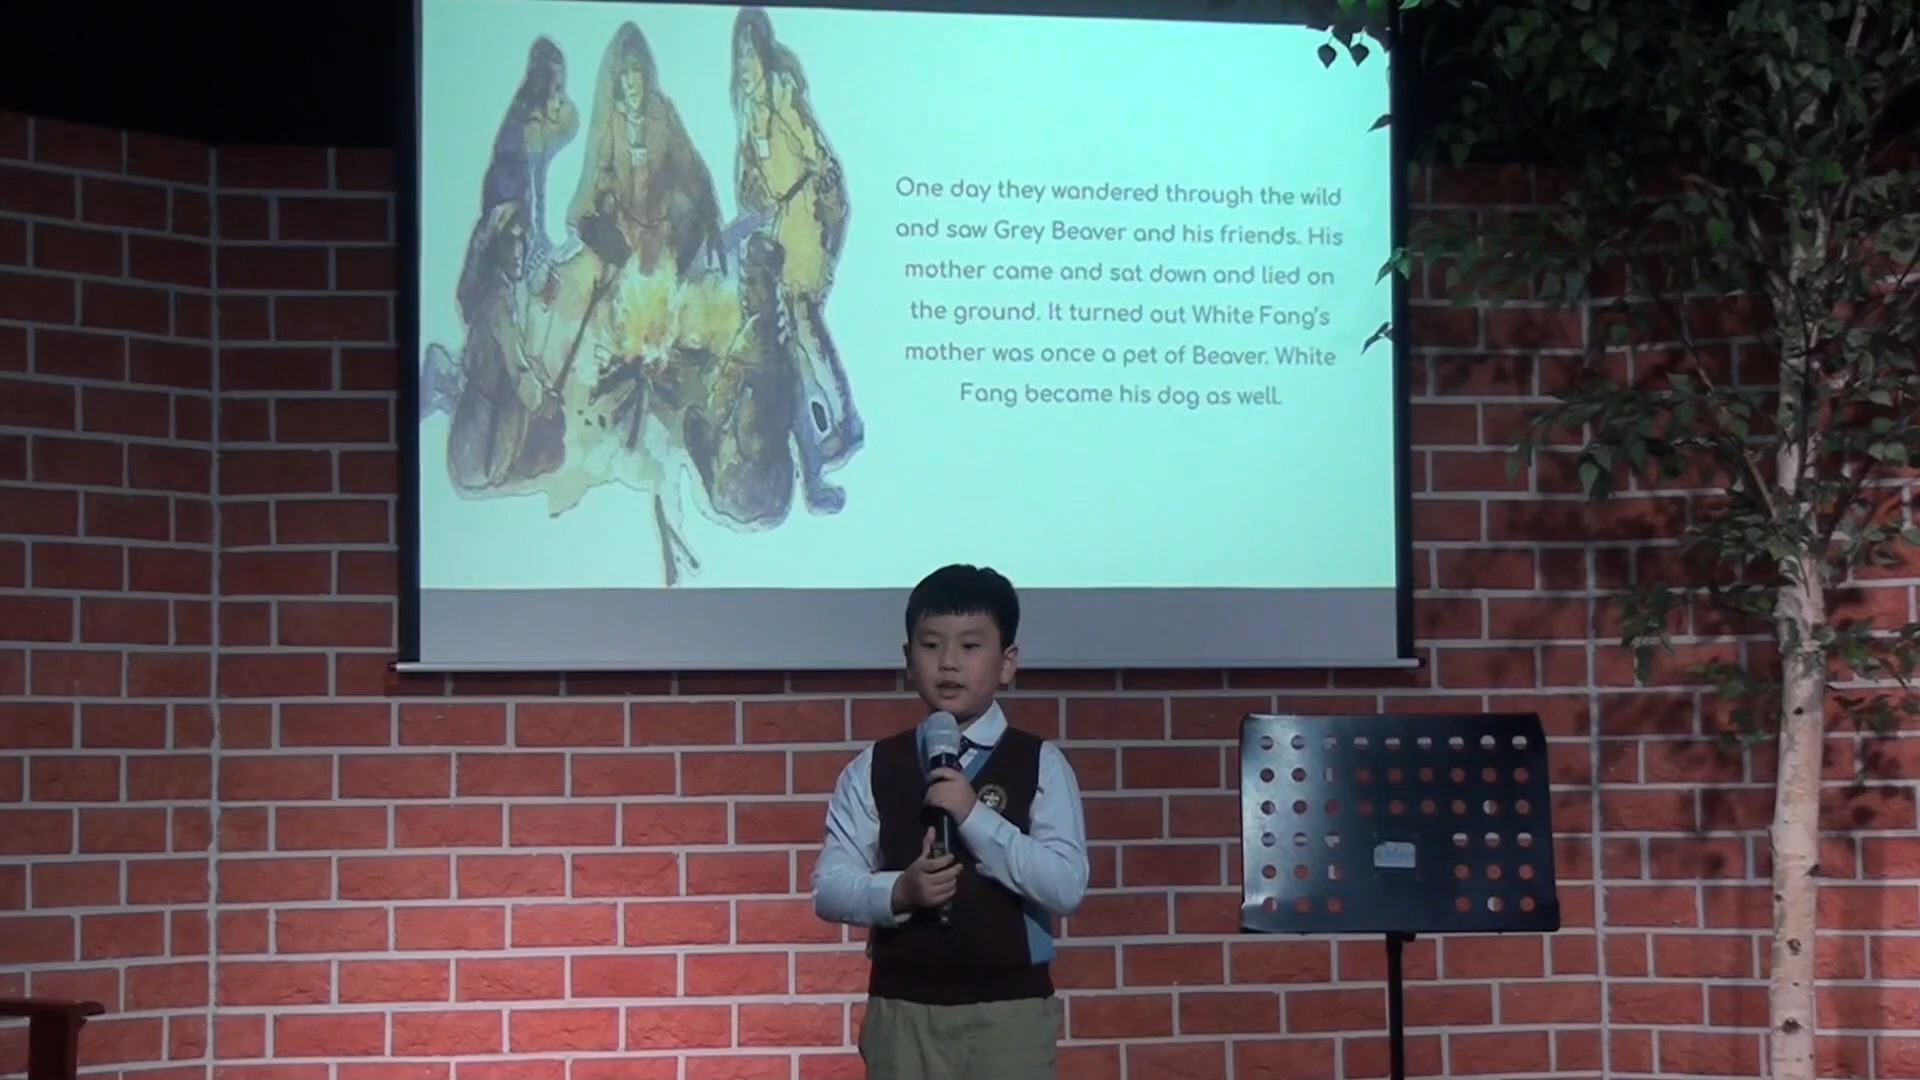 One day they wandered through the wild
and saw Grey Beaver and his friends. His
mother came and sat down and lied on
the ground. It turned out White Fang's
mother was once a pet of Beaver. White
Fang became his dog as well.